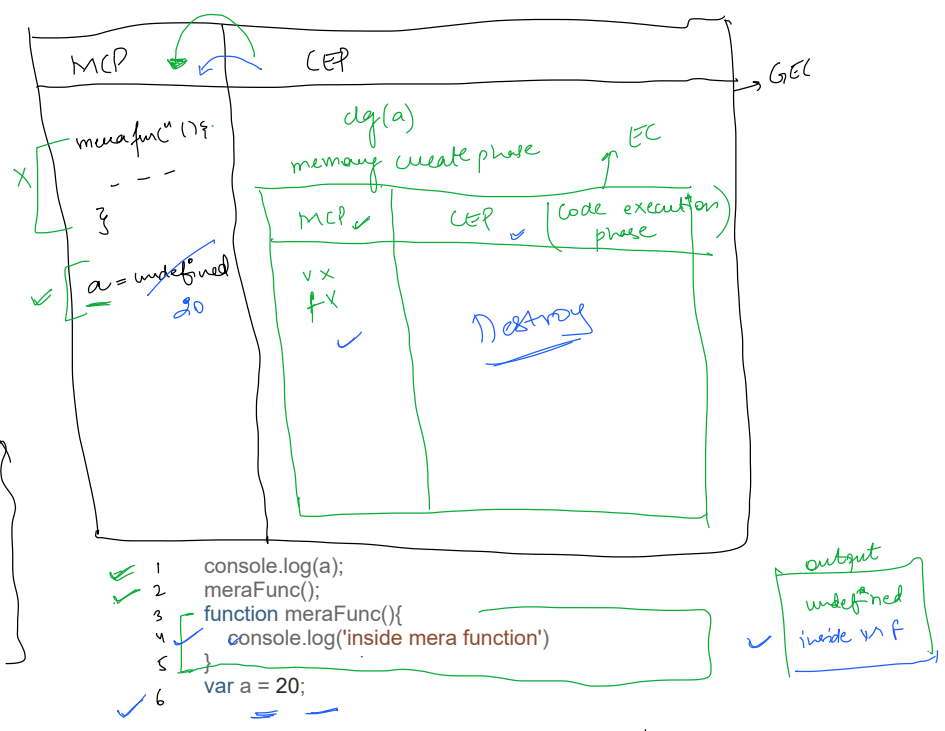 MCP CEP
GEC
clg(a)
merafunc" (){
memory create phase
EC
- - -
X
}
MCP ✓ CEP ✓ (code execution phase)
a = undefined
20
v x
f x
Destroy
output
undefined
inside m f
1 console.log(a);
2 meraFunc();
3 function meraFunc(){
4 console.log('inside mera function')
5 }
6 var a = 20;